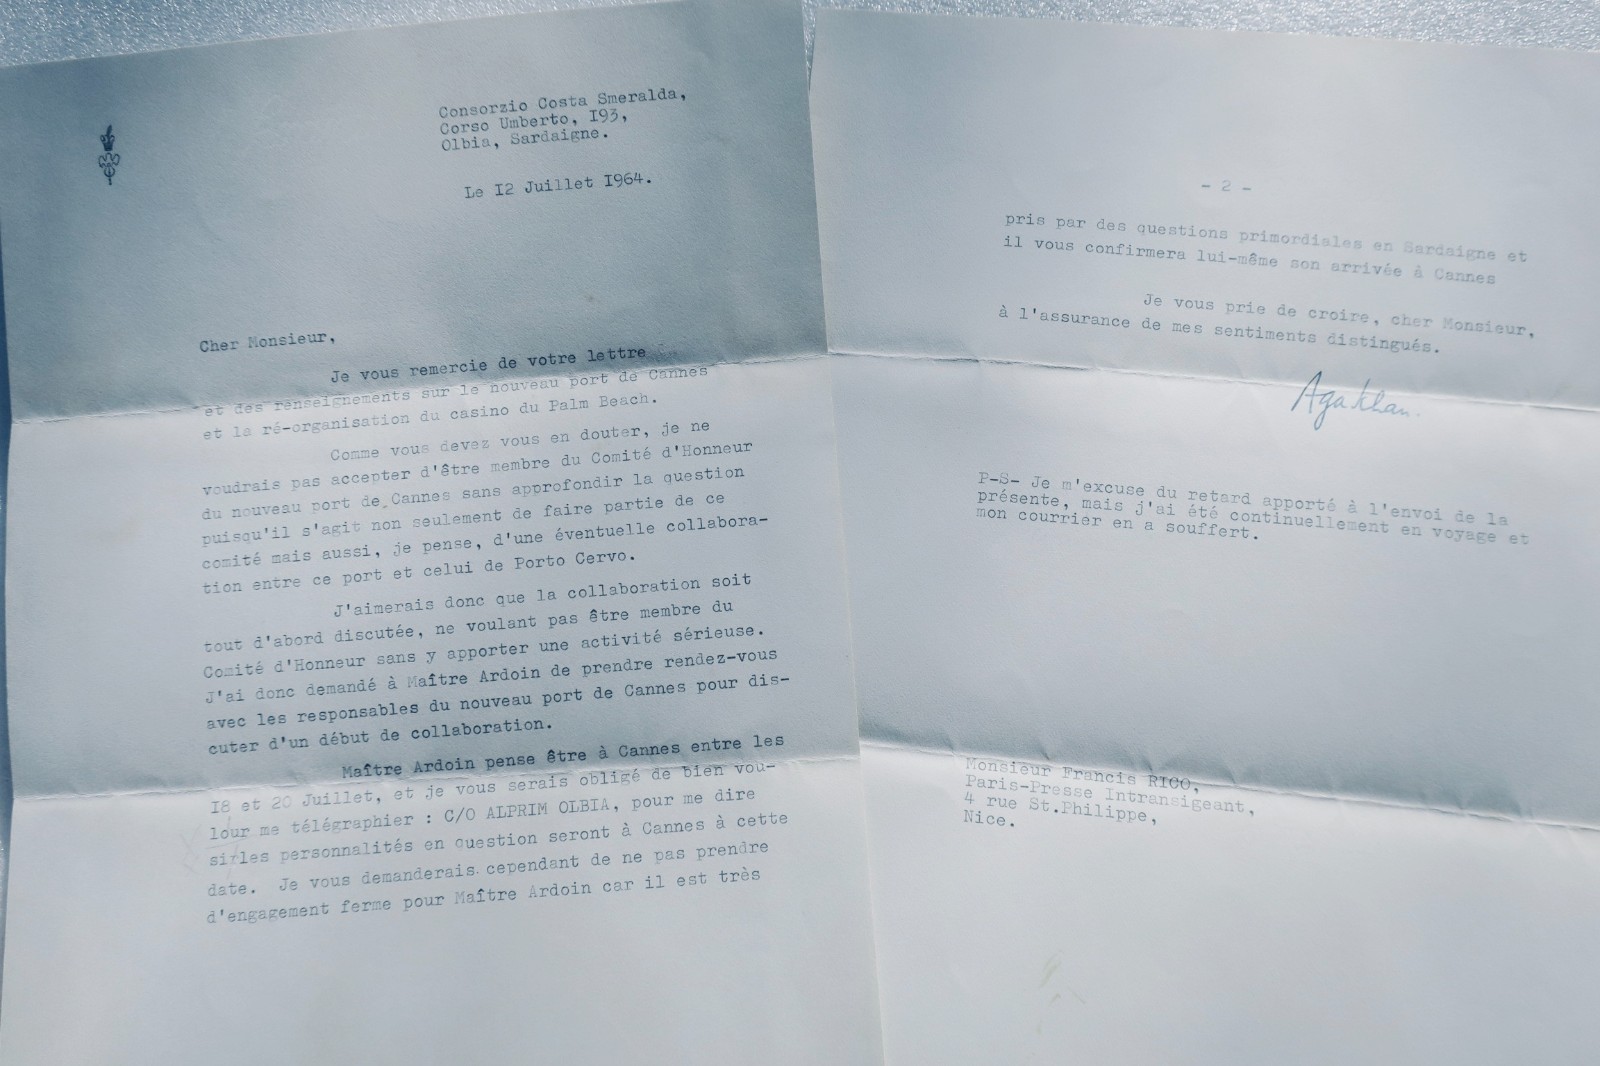 Consorzio Costa Smeralda,
Corso Umberto, I93,
Olbia, Sardaigne.
Le I2 Juillet I964.
Cher Monsieur,
Je vous remercie de votre lettre
et des renseignements sur le nouveau port de Cannes
et la ré-organisation du casino du Palm Beach.
Comme vous devez vous en douter, je ne
voudrais pas accepter d'être membre du Comité d'Honneur
du nouveau port de Cannes sans approfondir la question
puisqu'il s'agit non seulement de faire partie de ce
comité mais aussi, je pense, d'une éventuelle collabora-
tion entre ce port et celui de Porto Cervo.
J'aimerais donc que la collaboration soit
tout d'abord discutée, ne voulant pas être membre du
Comité d'Honneur sans y apporter une activité sérieuse.
J'ai donc demandé à Maître Ardoin de prendre rendez-vous
avec les responsables du nouveau port de Cannes pour dis-
cuter d'un début de collaboration.
Maître Ardoin pense être à Cannes entre les
I8 et 20 Juillet, et je vous serais obligé de bien vou-
lour me télégraphier : C/O ALPRIM OLBIA, pour me dire
si les personnalités en question seront à Cannes à cette
date. Je vous demanderais cependant de ne pas prendre
d'engagement ferme pour Maître Ardoin car il est très
- 2 -
pris par des questions primordiales en Sardaigne et
il vous confirmera lui-même son arrivée à Cannes
Je vous prie de croire, cher Monsieur,
à l'assurance de mes sentiments distingués.
Aga Khan.
P-S- Je m'excuse du retard apporté à l'envoi de la
présente, mais j'ai été continuellement en voyage et
mon courrier en a souffert.
Monsieur Francis RICO,
Paris-Presse Intransigeant,
4 rue St.Philippe,
Nice.